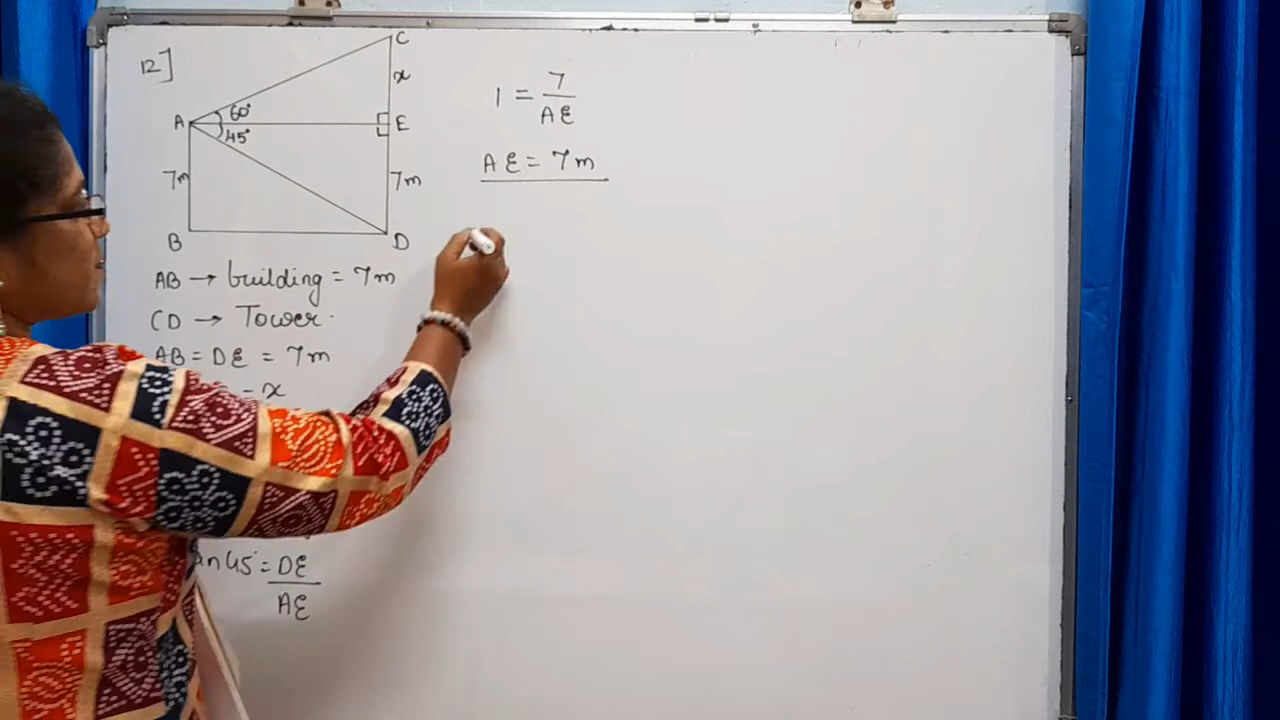 12]
C
x
60°
A
E
45°
7m
7m
B
D
AB → building = 7m
CD → Tower.
AB = DE = 7m
= x
an 45° = DE
AE
1 = 7
AE
AE = 7m